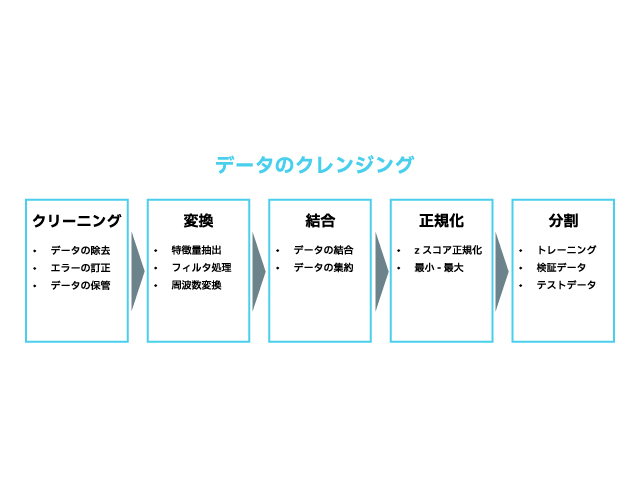 データのクレンジング
クリーニング
• データの除去
• エラーの訂正
• データの保管
変換
• 特徴量抽出
• フィルタ処理
• 周波数変換
結合
• データの結合
• データの集約
正規化
• z スコア正規化
• 最小 - 最大
分割
• トレーニング
• 検証データ
• テストデータ